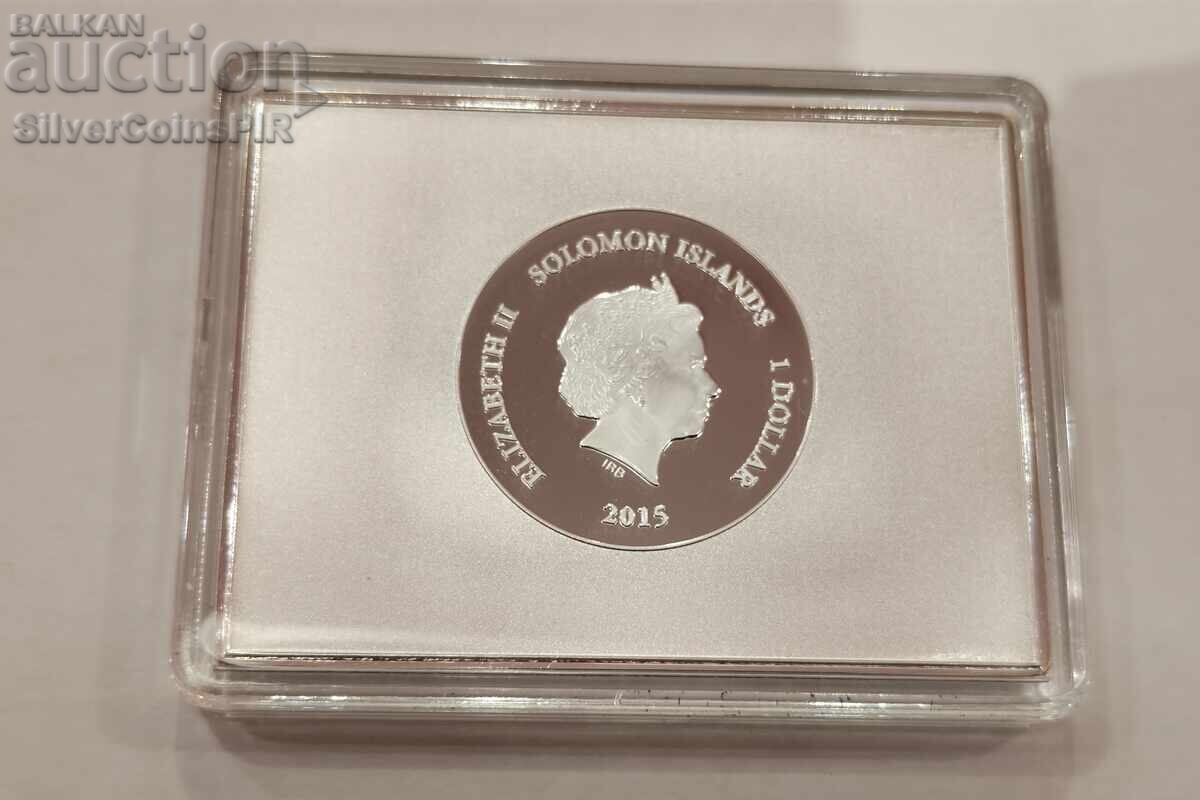 BALKAN
auction
SilverCoinsPIR
ELIZABETH II SOLOMON ISLANDS 1 DOLLAR
IRB
2015